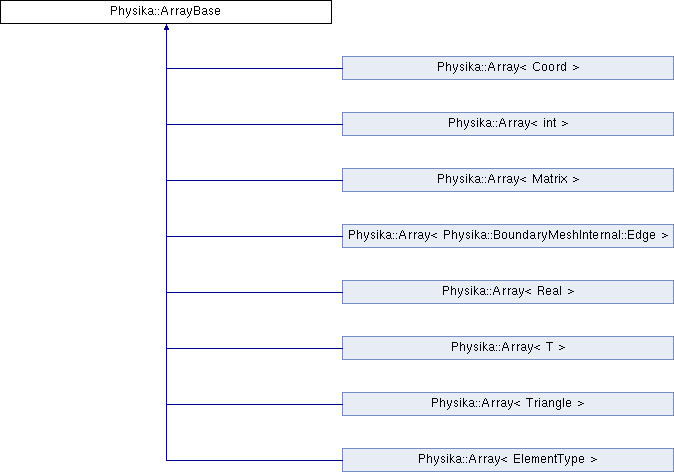 Physika::ArrayBase
Physika::Array< Coord >
Physika::Array< int >
Physika::Array< Matrix >
Physika::Array< Physika::BoundaryMeshInternal::Edge >
Physika::Array< Real >
Physika::Array< T >
Physika::Array< Triangle >
Physika::Array< ElementType >